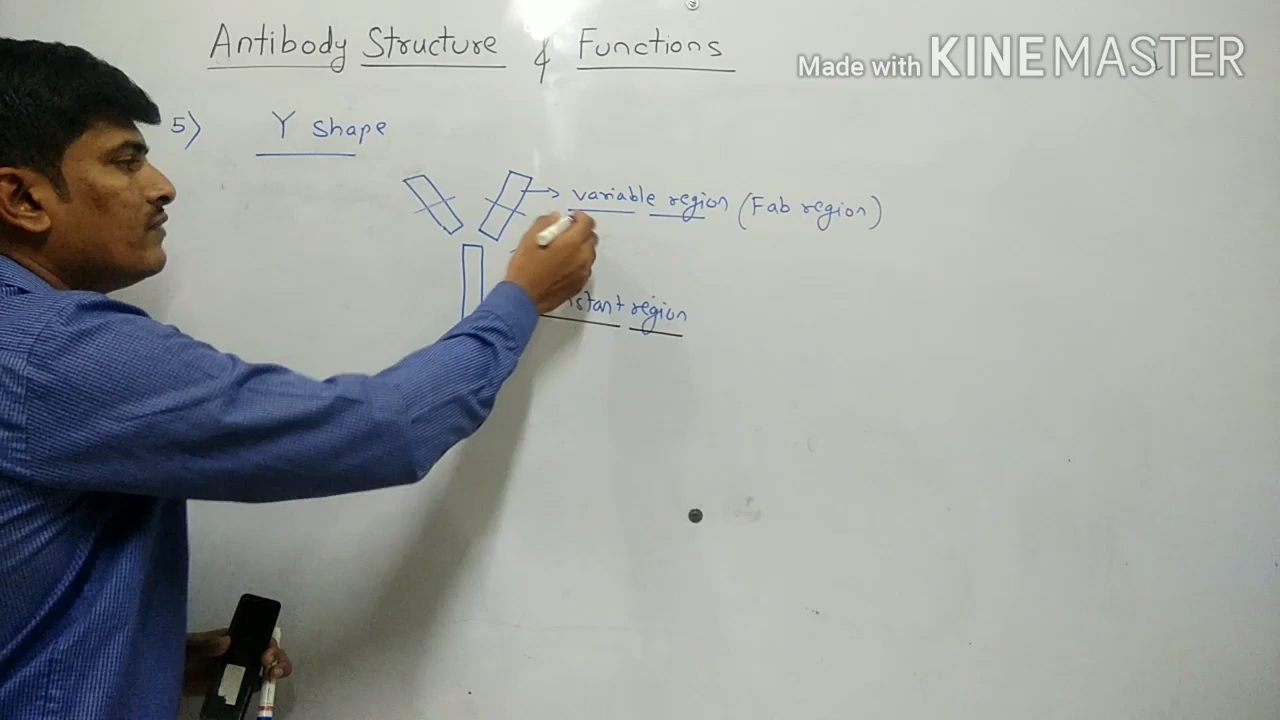 Antibody Structure & Functions
Made with KINEMASTER
5) Y shape
variable region (Fab region)
region